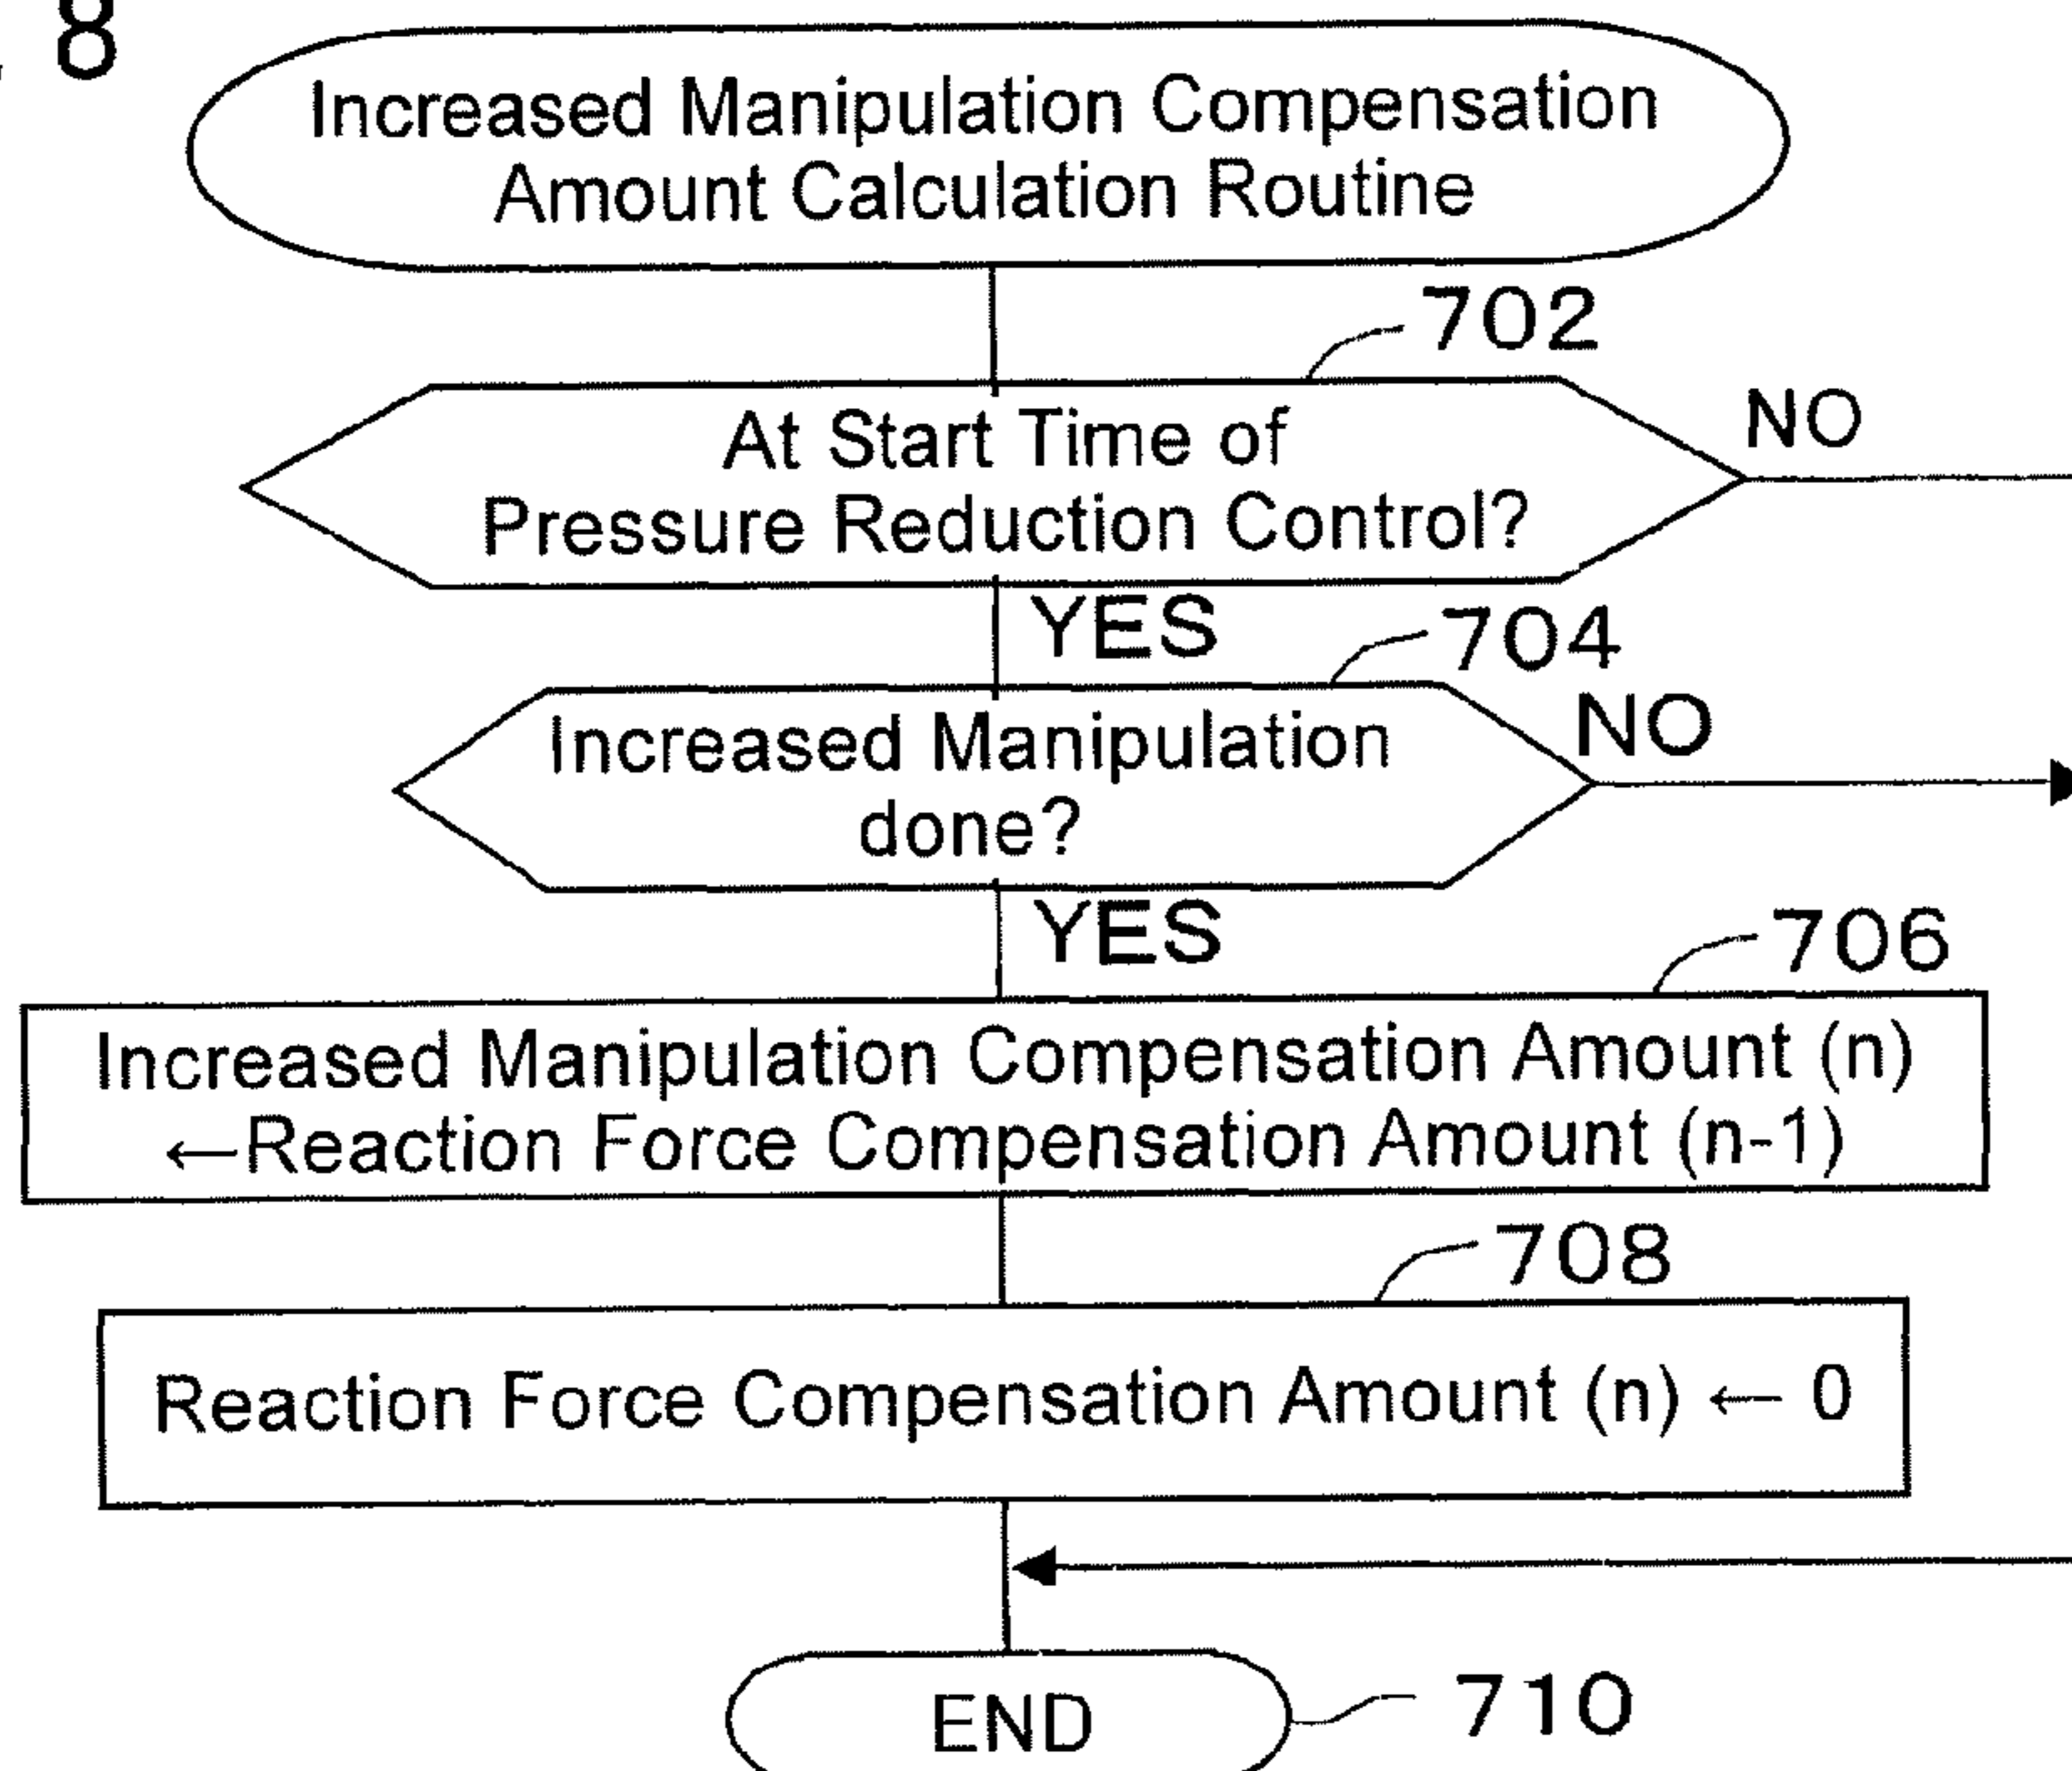 8
Increased Manipulation Compensation
Amount Calculation Routine
702
At Start Time of
Pressure Reduction Control?
NO
YES
704
Increased Manipulation
done?
NO
YES
706
Increased Manipulation Compensation Amount (n)
←Reaction Force Compensation Amount (n-1)
708
Reaction Force Compensation Amount (n) ← 0
END
710